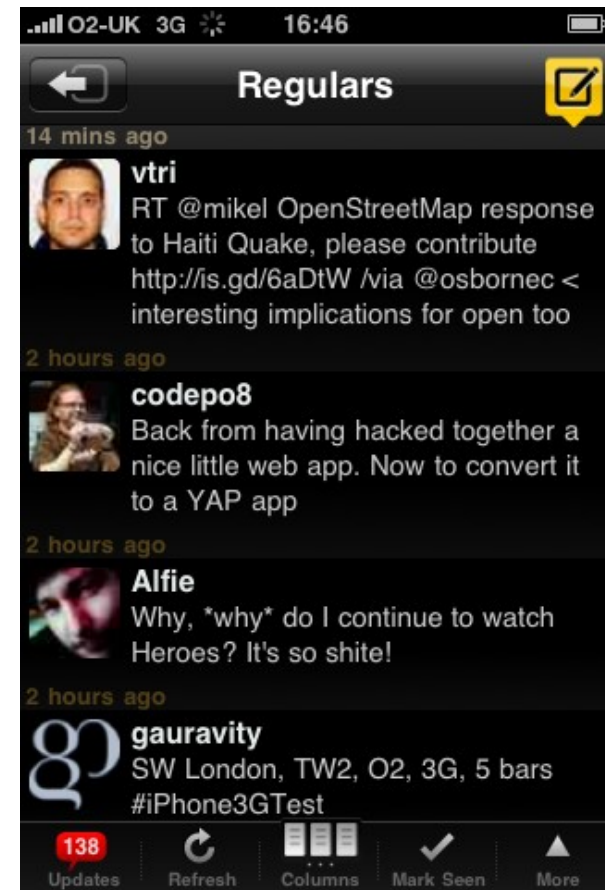 O2-UK 3G 16:46
Regulars
14 mins ago
vtri
RT @mikel OpenStreetMap response
to Haiti Quake, please contribute
http://is.gd/6aDtW /via @osbornec <
interesting implications for open too
2 hours ago
codepo8
Back from having hacked together a
nice little web app. Now to convert it
to a YAP app
2 hours ago
Alfie
Why, *why* do I continue to watch
Heroes? It's so shite!
2 hours ago
gauravity
SW London, TW2, O2, 3G, 5 bars
#iPhone3GTest
138
Updates Refresh Columns Mark Seen More